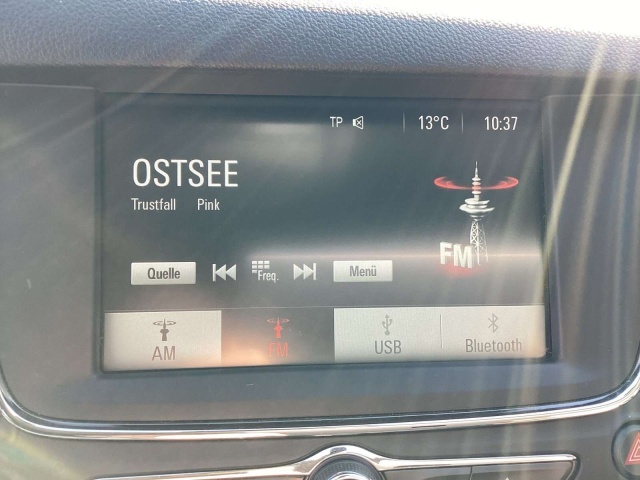 TP 13°C 10:37
OSTSEE
Trustfall Pink
FM
Quelle Freq. Menü
AM FM USB Bluetooth